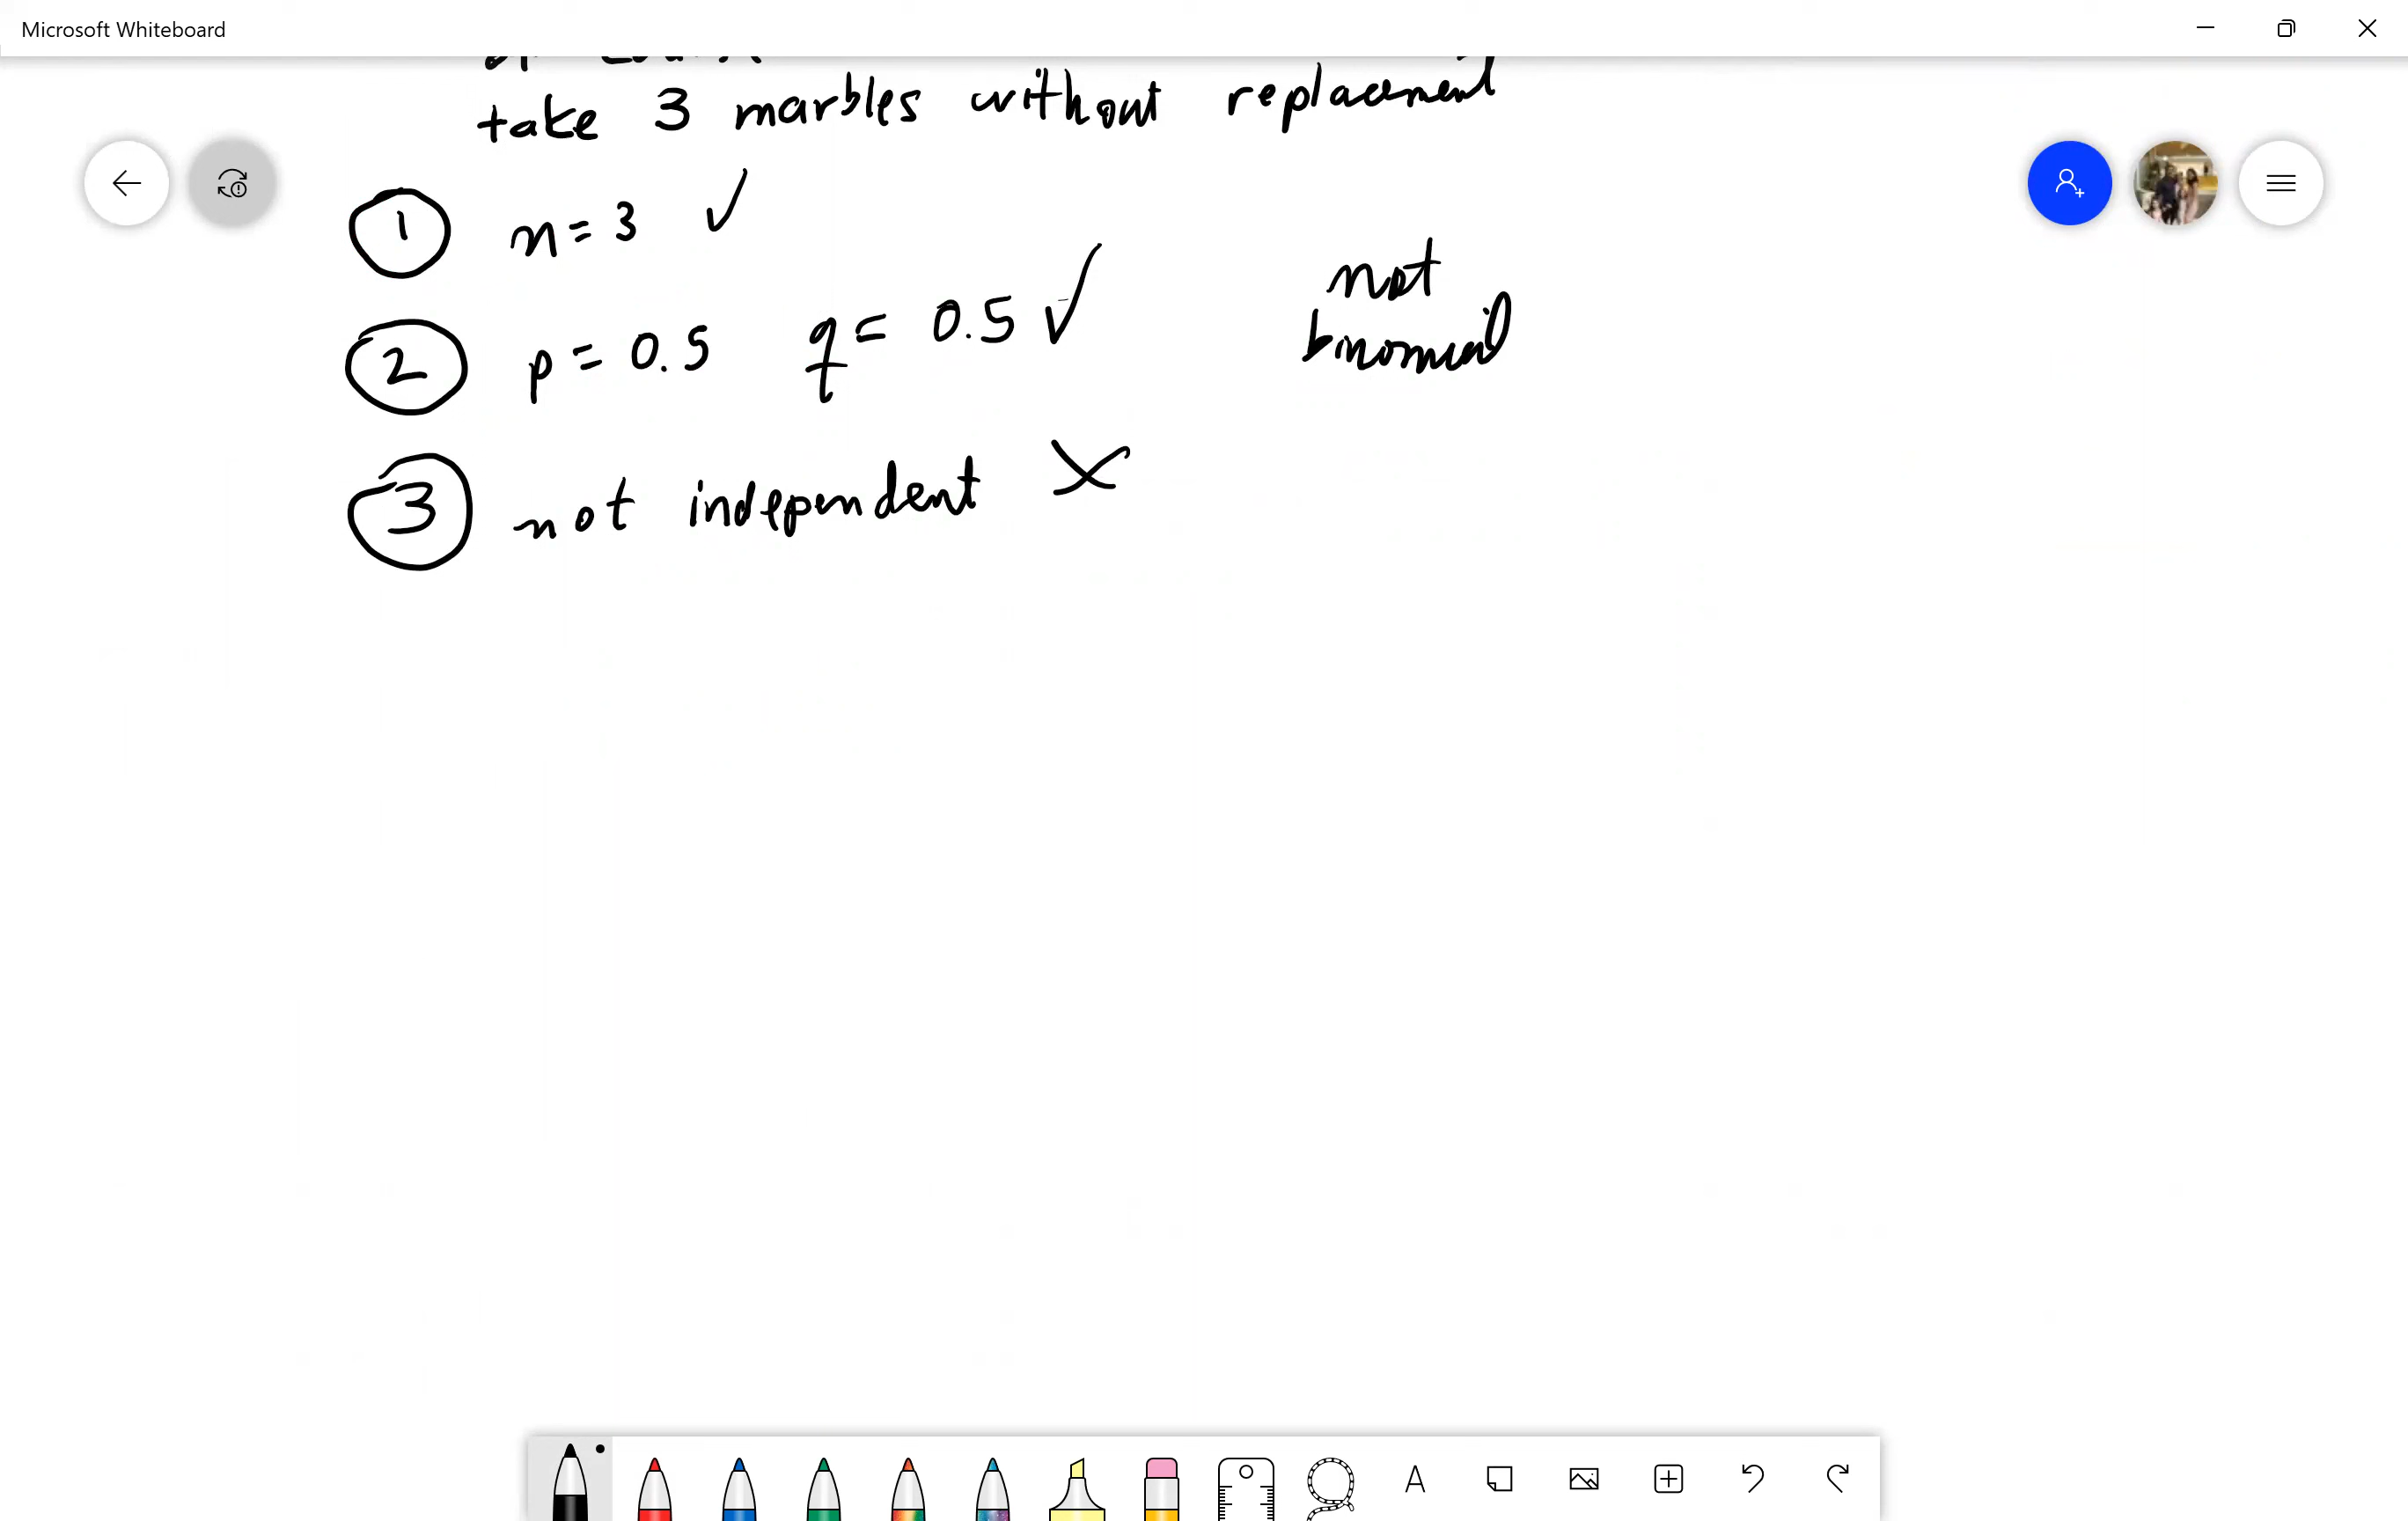 Microsoft Whiteboard
take 3 marbles without replacement
1 n = 3 ✓
2 p = 0.5 q = 0.5 ✓
not
binomial
3 not independent X